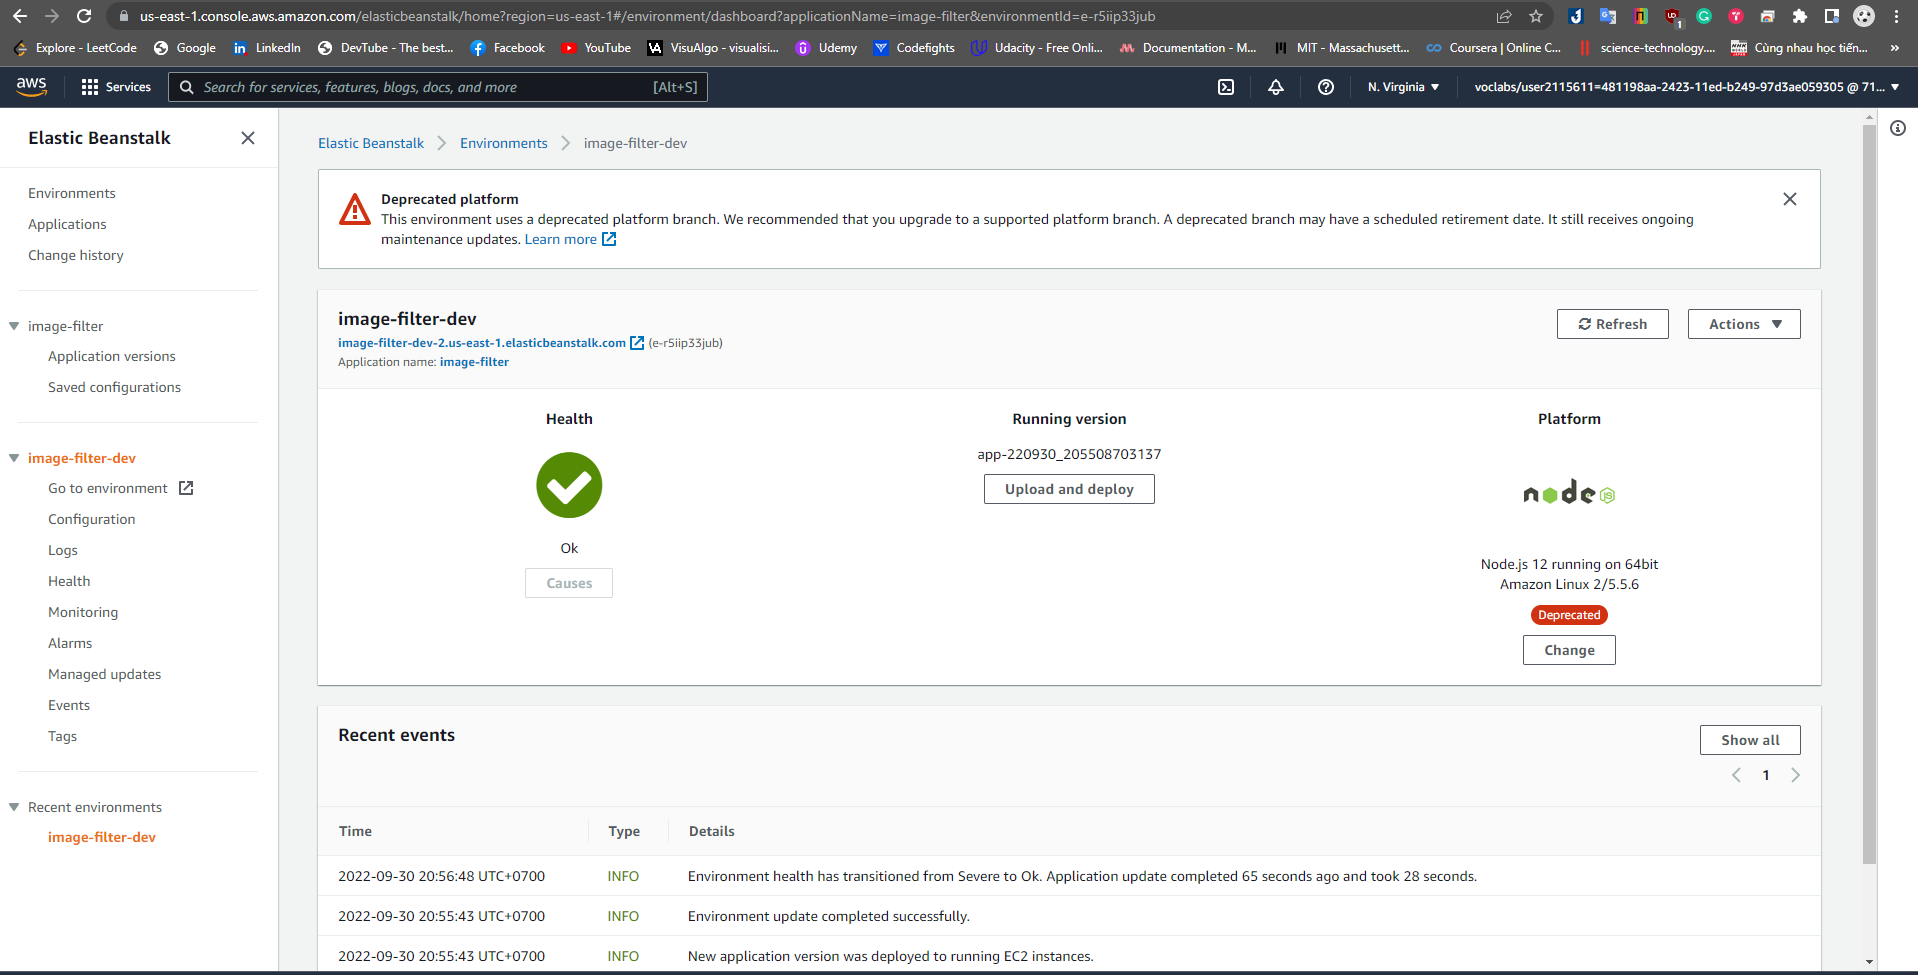 us-east-1.console.aws.amazon.com/elasticbeanstalk/home?region=us-east-1#/environment/dashboard?applicationName=image-filter&environmentId=e-r5iip33jub
Explore - LeetCode
Google
LinkedIn
DevTube - The best...
Facebook
YouTube
VisuAlgo - visualisi...
Udemy
Codefights
Udacity - Free Onli...
Documentation - M...
MIT - Massachusett...
Coursera | Online C...
science-technology....
Cùng nhau học tiến...
»
aws
Services
Search for services, features, blogs, docs, and more
[Alt+S]
N. Virginia
voclabs/user2115611=481198aa-2423-11ed-b249-97d3ae059305 @ 71...
Elastic Beanstalk
Environments
Applications
Change history
image-filter
Application versions
Saved configurations
image-filter-dev
Go to environment
Configuration
Logs
Health
Monitoring
Alarms
Managed updates
Events
Tags
Recent environments
image-filter-dev
Elastic Beanstalk
Environments
image-filter-dev
Deprecated platform
This environment uses a deprecated platform branch. We recommended that you upgrade to a supported platform branch. A deprecated branch may have a scheduled retirement date. It still receives ongoing
maintenance updates. Learn more
image-filter-dev
image-filter-dev-2.us-east-1.elasticbeanstalk.com (e-r5iip33jub)
Application name: image-filter
Refresh
Actions
Health
Ok
Causes
Running version
app-220930_205508703137
Upload and deploy
Platform
node JS
Node.js 12 running on 64bit
Amazon Linux 2/5.5.6
Deprecated
Change
Recent events
Show all
1
Time
Type
Details
2022-09-30 20:56:48 UTC+0700
INFO
Environment health has transitioned from Severe to Ok. Application update completed 65 seconds ago and took 28 seconds.
2022-09-30 20:55:43 UTC+0700
INFO
Environment update completed successfully.
2022-09-30 20:55:43 UTC+0700
INFO
New application version was deployed to running EC2 instances.